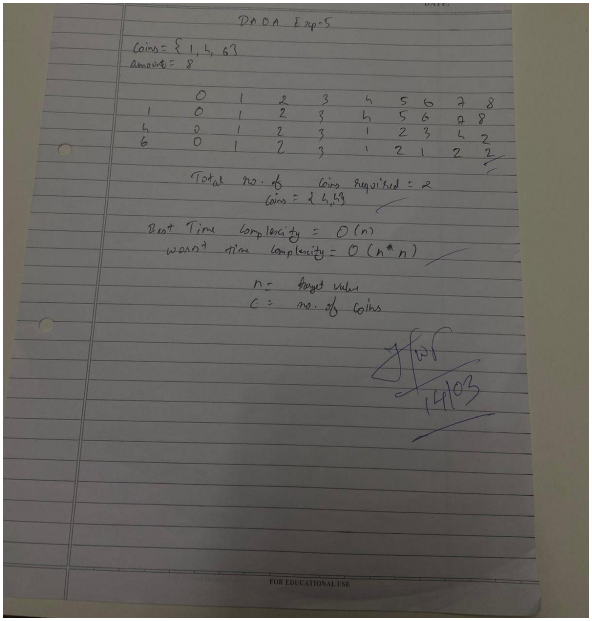 DATE:
DAOA Exp-5
Coins = { 1, 4, 6}
amount = 8
0 1 2 3 4 5 6 7 8
1 0 1 2 3 4 5 6 7 8
4 0 1 2 3 1 2 3 4 2
6 0 1 2 3 1 2 1 2 2
Total no. of Coins required = 2
Coins = { 4,4}
Best Time Complexity = O(n)
worst time Complexity = O(n*n)
n = target value
C = no. of Coins
14/03
FOR EDUCATIONAL USE